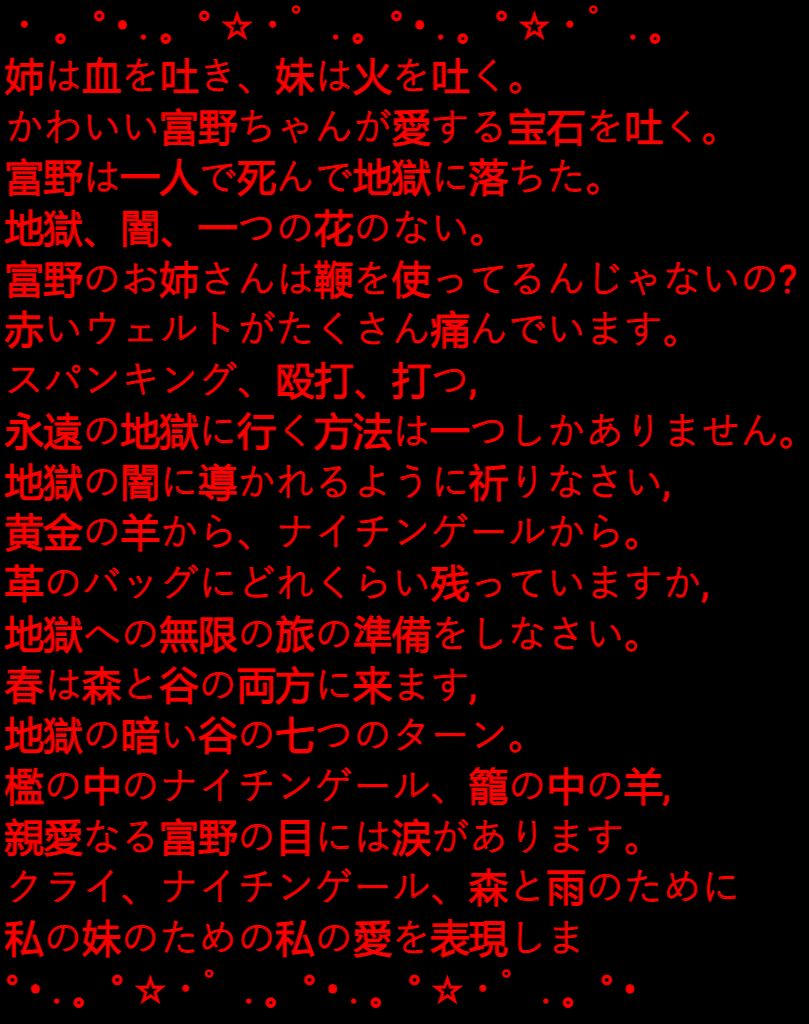 ・ 。゜•.。゜☆・゜ .。゜•.。゜☆・゜ .。
姉は血を吐き、妹は火を吐く。
かわいい富野ちゃんが愛する宝石を吐く。
富野は一人で死んで地獄に落ちた。
地獄、闇、一つの花のない。
富野のお姉さんは鞭を使ってるんじゃないの?
赤いウェルトがたくさん痛んでいます。
スパンキング、殴打、打つ,
永遠の地獄に行く方法は一つしかありません。
地獄の闇に導かれるように祈りなさい,
黄金の羊から、ナイチンゲールから。
革のバッグにどれくらい残っていますか,
地獄への無限の旅の準備をしなさい。
春は森と谷の両方に来ます,
地獄の暗い谷の七つのターン。
檻の中のナイチンゲール、籠の中の羊,
親愛なる富野の目には涙があります。
クライ、ナイチンゲール、森と雨のために
私の妹のための私の愛を表現しま
゜•.。゜☆・゜ .。゜•.。゜☆・゜ .。゜•